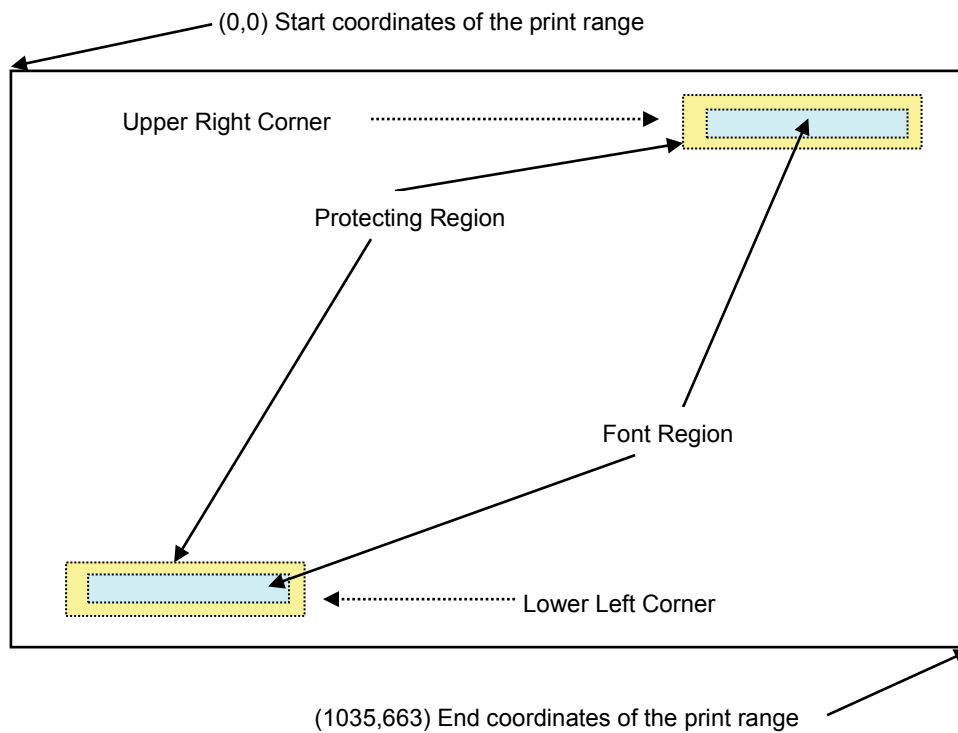 (0,0) Start coordinates of the print range
Upper Right Corner
Protecting Region
Font Region
Lower Left Corner
(1035,663) End coordinates of the print range